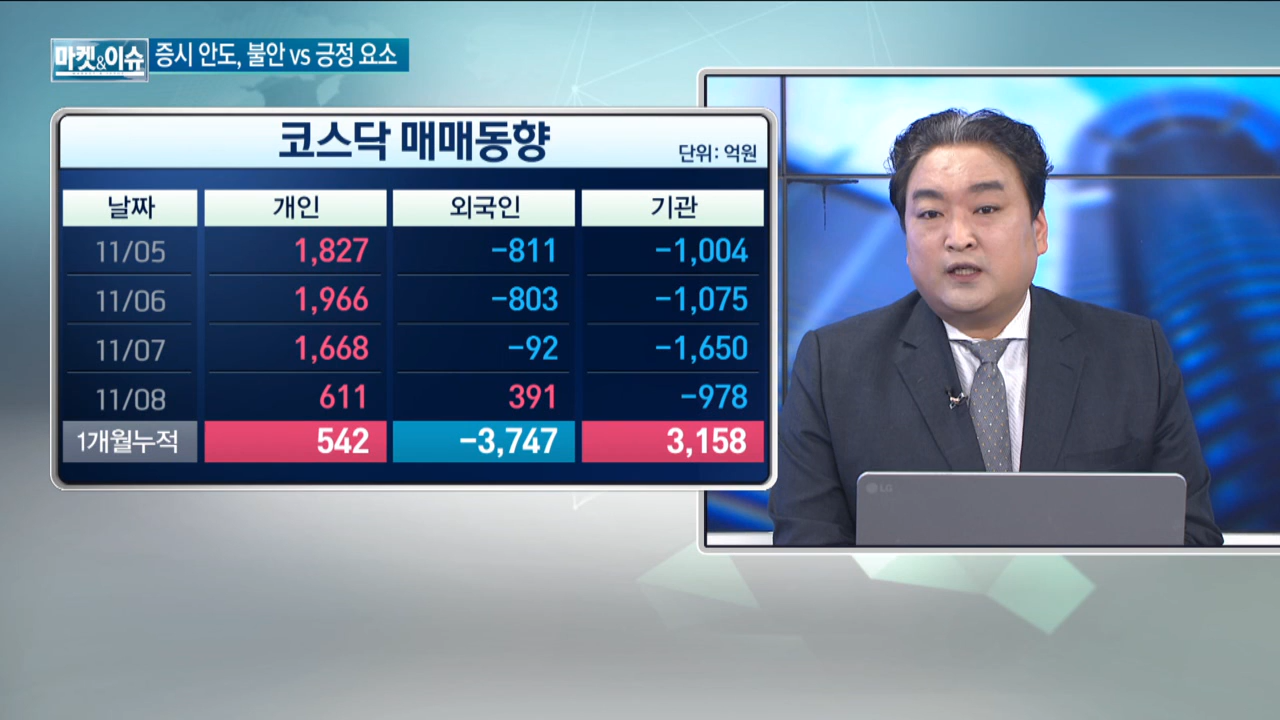 마켓&이슈 증시 안도, 불안 vs 긍정 요소
코스닥 매매동향
단위: 억원
날짜 개인 외국인 기관
11/05 1,827 -811 -1,004
11/06 1,966 -803 -1,075
11/07 1,668 -92 -1,650
11/08 611 391 -978
1개월누적 542 -3,747 3,158
LG